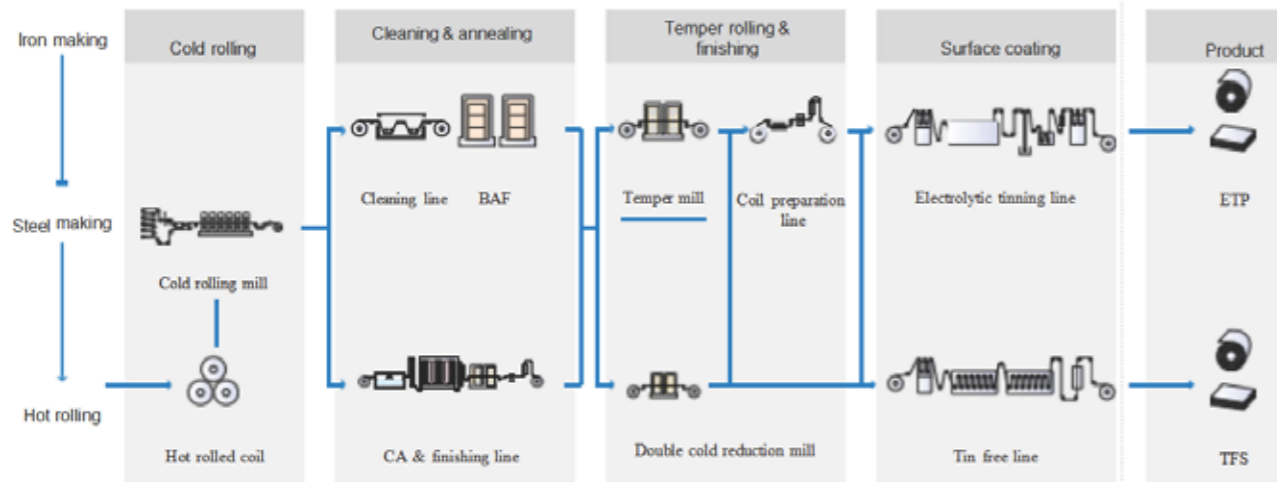 Iron making
Steel making
Hot rolling
Cold rolling
Cold rolling mill
Hot rolled coil
Cleaning & annealing
Cleaning line
BAF
CA & finishing line
Temper rolling &
finishing
Temper mill
Coil preparation
line
Double cold reduction mill
Surface coating
Electrolytic tinning line
Tin free line
Product
ETP
TFS